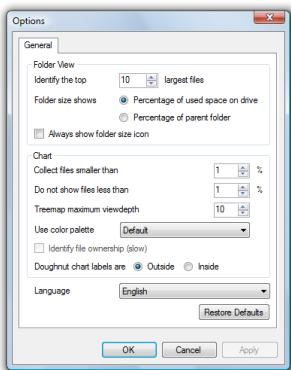 Options
General
Folder View
Identify the top 10 largest files
Folder size shows Percentage of used space on drive
Percentage of parent folder
Always show folder size icon
Chart
Collect files smaller than 1 %
Do not show files less than 1 %
Treemap maximum viewdepth 10
Use color palette Default
Identify file ownership (slow)
Doughnut chart labels are Outside Inside
Language English
Restore Defaults
OK Cancel Apply